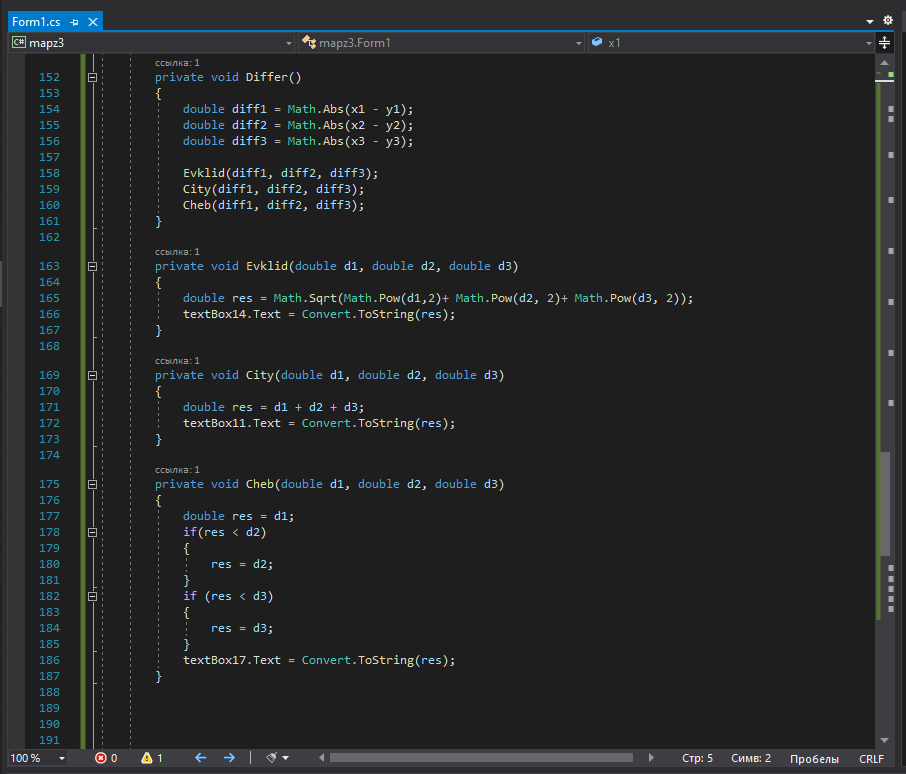 Form1.cs
mapz3 mapz3.Form1 x1
ссылка: 1
152 private void Differ()
153 {
154 double diff1 = Math.Abs(x1 - y1);
155 double diff2 = Math.Abs(x2 - y2);
156 double diff3 = Math.Abs(x3 - y3);
157
158 Evklid(diff1, diff2, diff3);
159 City(diff1, diff2, diff3);
160 Cheb(diff1, diff2, diff3);
161 }
162
ссылка: 1
163 private void Evklid(double d1, double d2, double d3)
164 {
165 double res = Math.Sqrt(Math.Pow(d1,2)+ Math.Pow(d2, 2)+ Math.Pow(d3, 2));
166 textBox14.Text = Convert.ToString(res);
167 }
168
ссылка: 1
169 private void City(double d1, double d2, double d3)
170 {
171 double res = d1 + d2 + d3;
172 textBox11.Text = Convert.ToString(res);
173 }
174
ссылка: 1
175 private void Cheb(double d1, double d2, double d3)
176 {
177 double res = d1;
178 if(res < d2)
179 {
180 res = d2;
181 }
182 if (res < d3)
183 {
184 res = d3;
185 }
186 textBox17.Text = Convert.ToString(res);
187 }
188
189
190
191
100 % 0 1 Стр: 5 Симв: 2 Пробелы CRLF